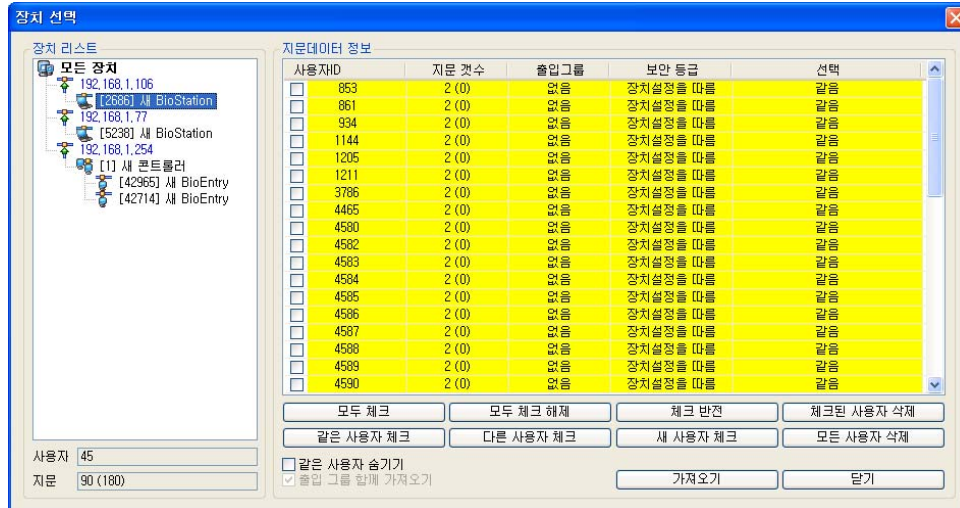 장치 선택
장치 리스트
모든 장치
192,168,1,106
[2686] 새 BioStation
192,168,1,77
[5238] 새 BioStation
192,168,1,254
[1] 새 콘트롤러
[42965] 새 BioEntry
[42714] 새 BioEntry
사용자 45
지문 90 (180)
지문데이터 정보
사용자ID 지문 갯수 출입그룹 보안 등급 선택
853 2 (0) 없음 장치설정을 따름 같음
861 2 (0) 없음 장치설정을 따름 같음
934 2 (0) 없음 장치설정을 따름 같음
1144 2 (0) 없음 장치설정을 따름 같음
1205 2 (0) 없음 장치설정을 따름 같음
1211 2 (0) 없음 장치설정을 따름 같음
3786 2 (0) 없음 장치설정을 따름 같음
4465 2 (0) 없음 장치설정을 따름 같음
4580 2 (0) 없음 장치설정을 따름 같음
4582 2 (0) 없음 장치설정을 따름 같음
4583 2 (0) 없음 장치설정을 따름 같음
4584 2 (0) 없음 장치설정을 따름 같음
4585 2 (0) 없음 장치설정을 따름 같음
4586 2 (0) 없음 장치설정을 따름 같음
4587 2 (0) 없음 장치설정을 따름 같음
4588 2 (0) 없음 장치설정을 따름 같음
4589 2 (0) 없음 장치설정을 따름 같음
4590 2 (0) 없음 장치설정을 따름 같음
모두 체크 모두 체크 해제 체크 반전 체크된 사용자 삭제
같은 사용자 체크 다른 사용자 체크 새 사용자 체크 모든 사용자 삭제
같은 사용자 숨기기
출입 그룹 함께 가져오기
가져오기 닫기